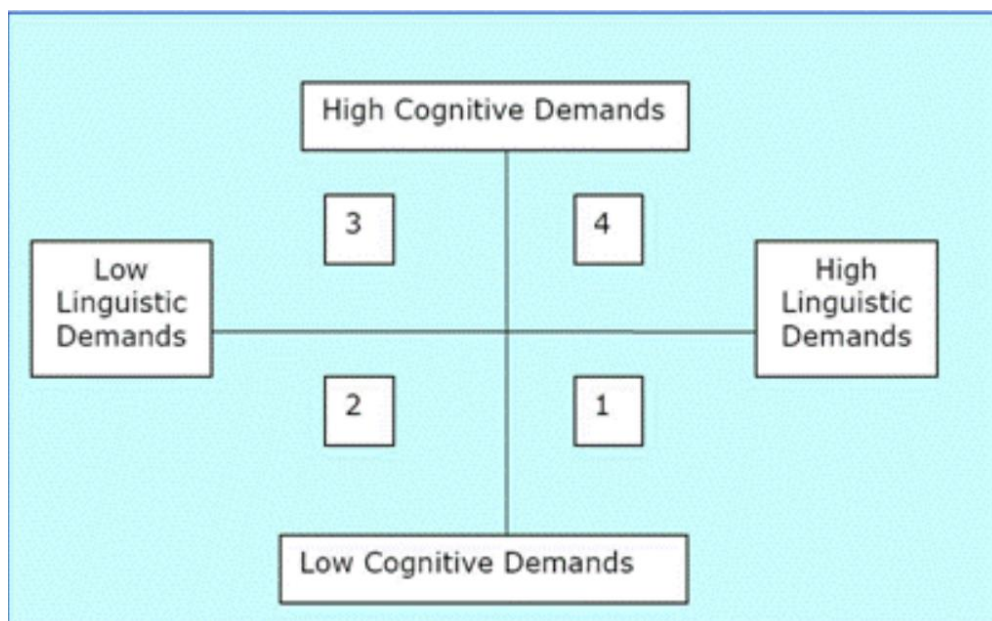 High Cognitive Demands
3
4
Low
Linguistic
Demands
High
Linguistic
Demands
2
1
Low Cognitive Demands